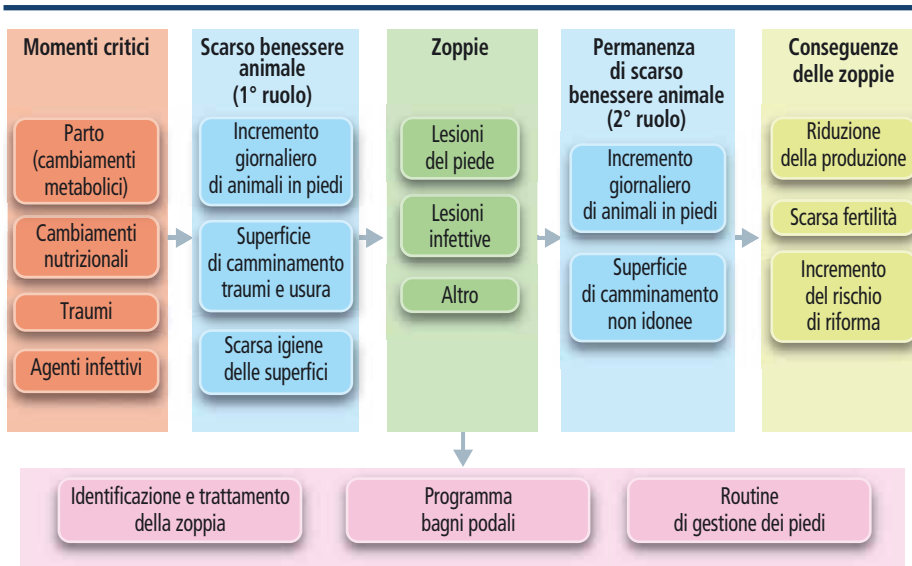 Momenti critici
Parto
(cambiamenti
metabolici)
Cambiamenti
nutrizionali
Traumi
Agenti infettivi
Scarso benessere
animale
(1° ruolo)
Incremento
giornaliero
di animali in piedi
Superficie
di camminamento
traumi e usura
Scarsa igiene
delle superfici
Zoppie
Lesioni
del piede
Lesioni
infettive
Altro
Permanenza
di scarso
benessere animale
(2° ruolo)
Incremento
giornaliero
di animali in piedi
Superficie
di camminamento
non idonee
Conseguenze
delle zoppie
Riduzione
della produzione
Scarsa fertilità
Incremento
del rischio
di riforma
Identificazione e trattamento
della zoppia
Programma
bagni podali
Routine
di gestione dei piedi